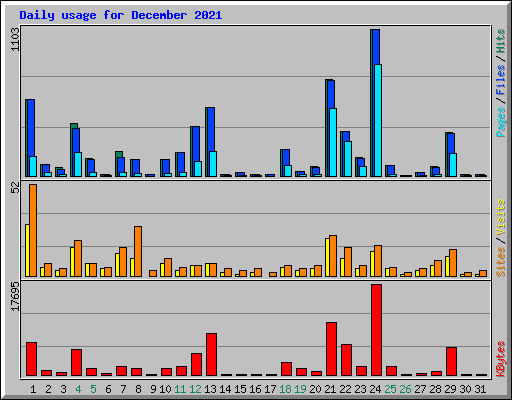 Daily usage for December 2021
1103
Pages / Files / Hits
52
Sites / Visits
17695
KBytes
1 2 3 4 5 6 7 8 9 10 11 12 13 14 15 16 17 18 19 20 21 22 23 24 25 26 27 28 29 30 31